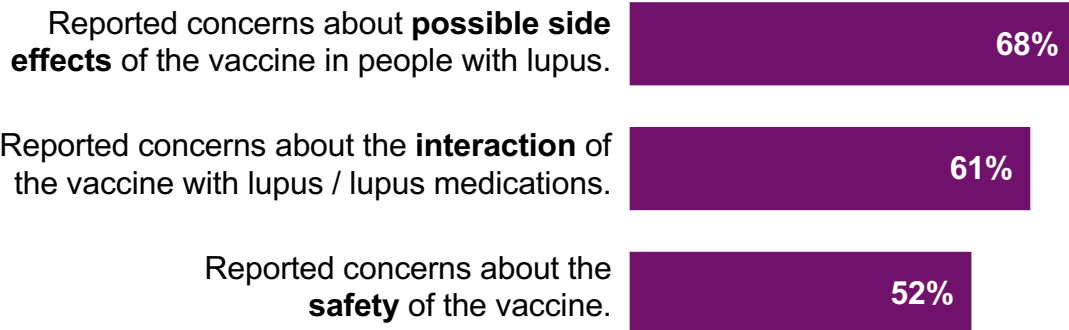 Reported concerns about possible side
effects of the vaccine in people with lupus.
68%
Reported concerns about the interaction of
the vaccine with lupus / lupus medications.
61%
Reported concerns about the
safety of the vaccine.
52%